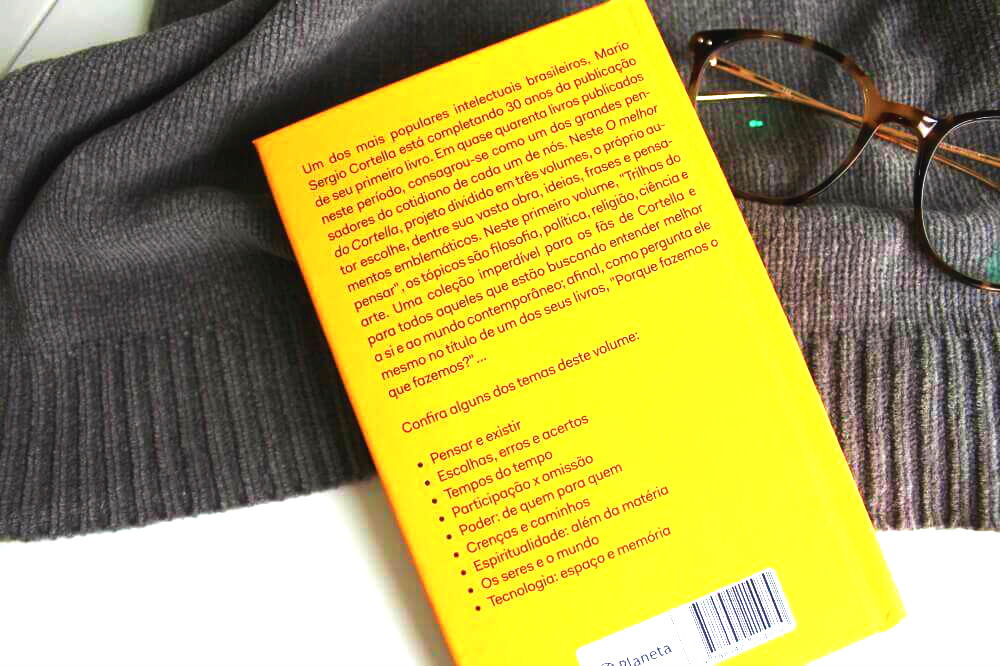 Um dos mais populares intelectuais brasileiros, Mario
Sergio Cortella está completando 30 anos da publicação
de seu primeiro livro. Em quase quarenta livros publicados
neste período, consagrou-se como um dos grandes pen-
sadores do cotidiano de cada um de nós. Neste O melhor
do Cortella, projeto dividido em três volumes, o próprio au-
tor escolhe, dentre sua vasta obra, ideias, frases e pensa-
mentos emblemáticos. Neste primeiro volume, "Trilhas do
pensar", os tópicos são filosofia, política, religião, ciência e
arte. Uma coleção imperdível para os fãs de Cortella e
para todos aqueles que estão buscando entender melhor
a si e ao mundo contemporâneo; afinal, como pergunta ele
mesmo no título de um dos seus livros, "Porque fazemos o
que fazemos?"...
Confira alguns dos temas deste volume:
• Pensar e existir
• Escolhas, erros e acertos
• Tempos do tempo
• Participação x omissão
• Poder: de quem para quem
• Crenças e caminhos
• Espiritualidade: além da matéria
• Os seres e o mundo
• Tecnologia: espaço e memória
Planeta